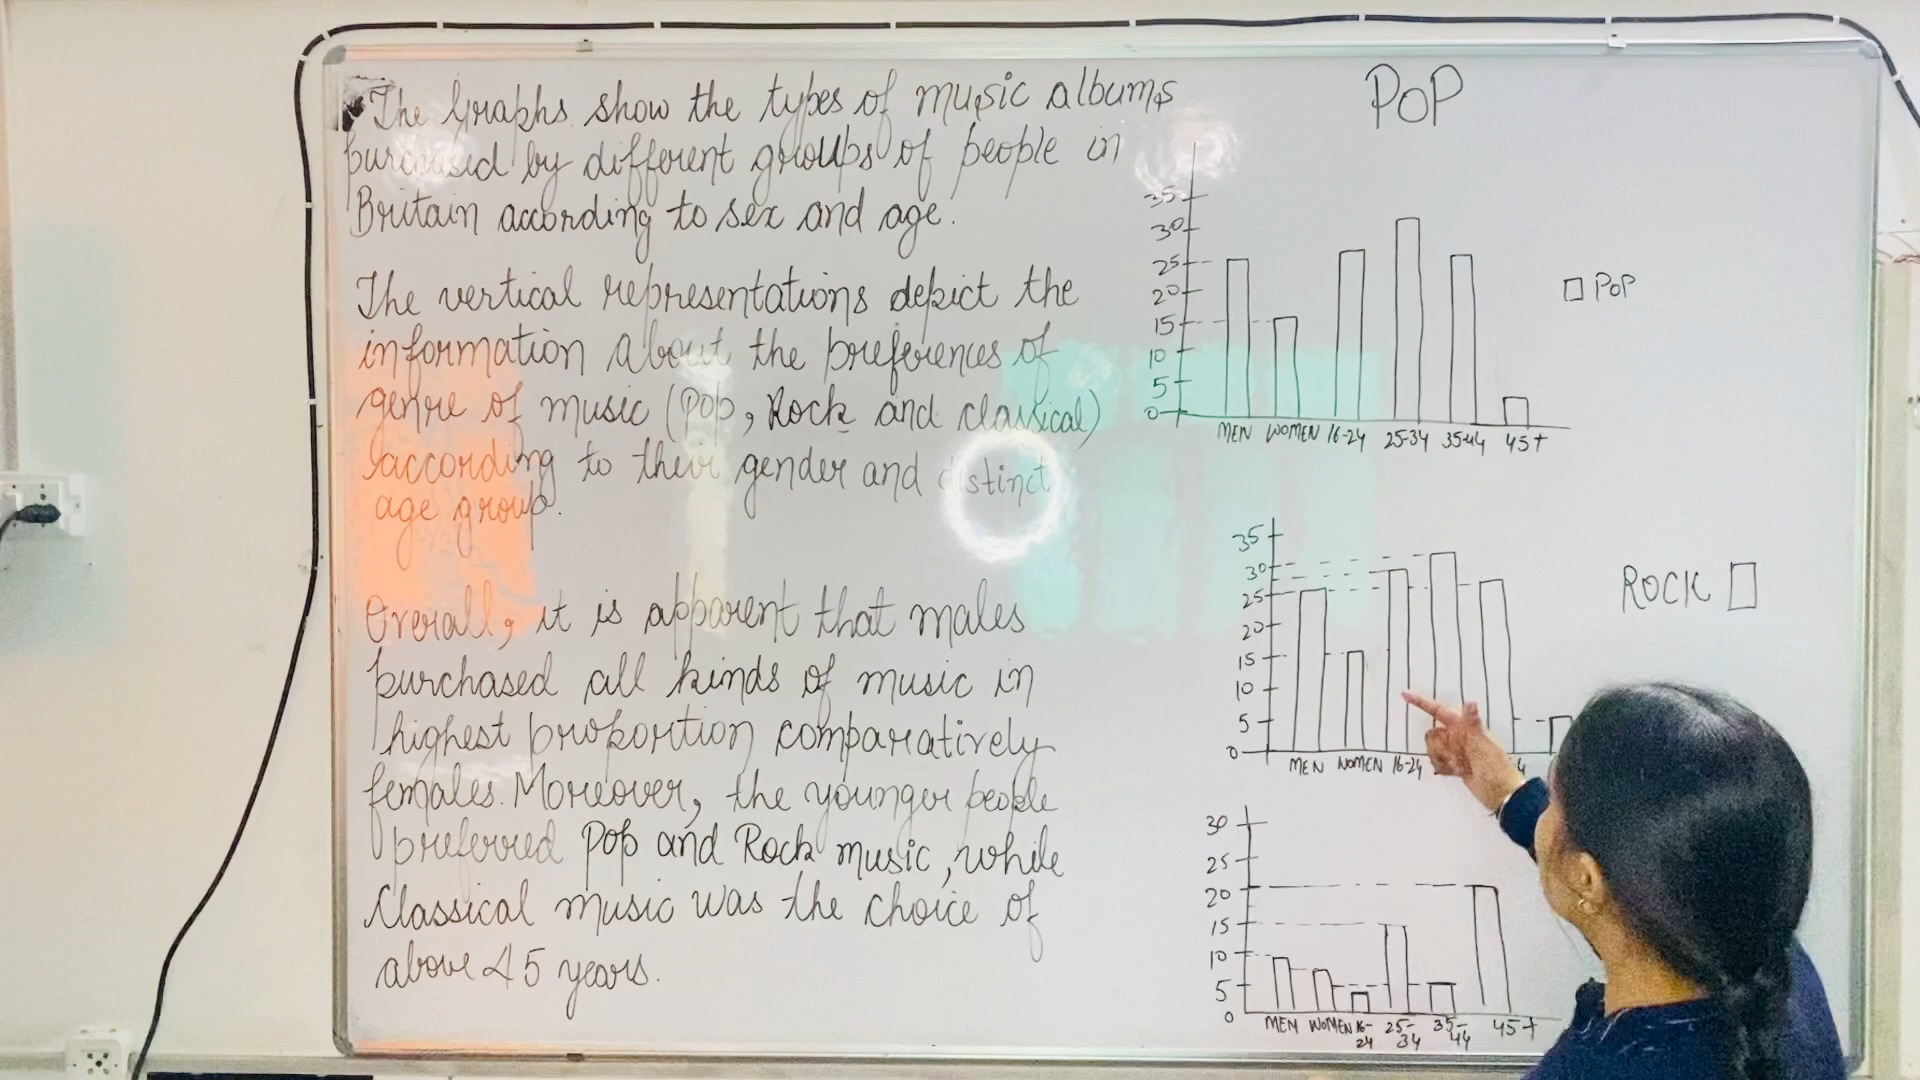 The Graphs show the types of music albums
purchased by different groups of people in
Britain according to sex and age.
The vertical representations depict the
information about the preferences of
genre of music (Pop, Rock and classical)
according to their gender and distinct
age group.
Overall, it is apparent that males
purchased all kinds of music in
highest proportion comparatively
females. Moreover, the younger people
preferred Pop and Rock music, while
Classical music was the choice of
above 45 years.
POP
35
30
25
20
15
10
5
0
MEN WOMEN 16-24 25-34 35-44 45+
POP
35
30
25
20
15
10
5
0
MEN WOMEN 16-24
ROCK
30
25
20
15
10
5
0
MEN WOMEN 16-24 25-34 35-44 45+